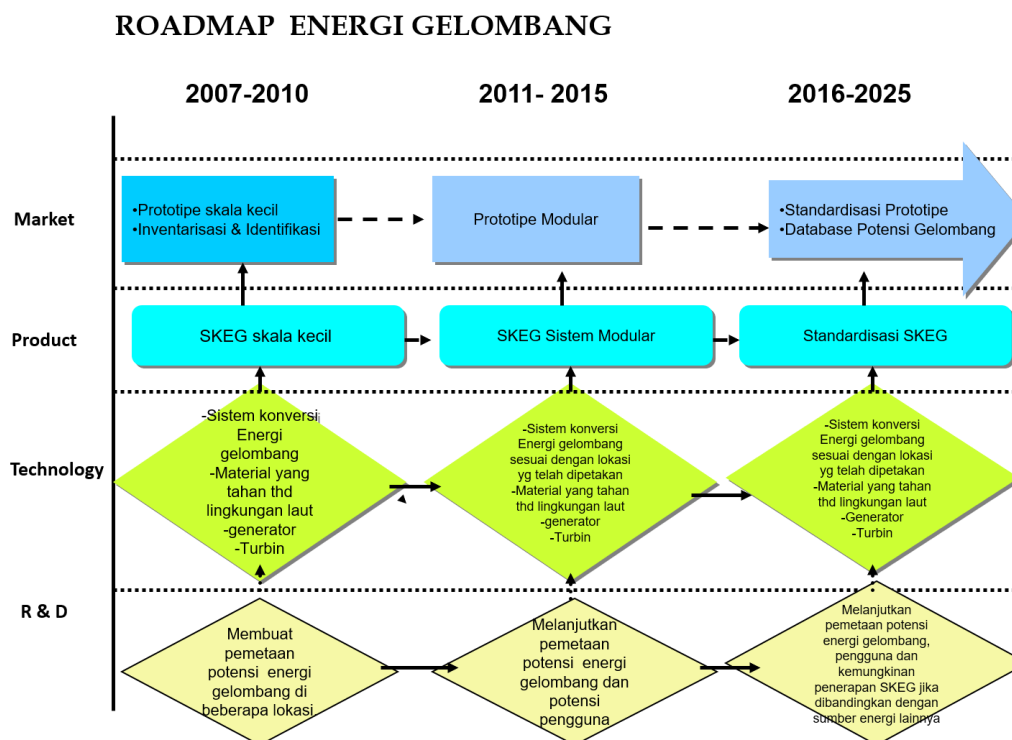 ROADMAP ENERGI GELOMBANG
2007-2010
2011- 2015
2016-2025
Market
•Prototipe skala kecil
•Inventarisasi & Identifikasi
Prototipe Modular
•Standardisasi Prototipe
•Database Potensi Gelombang
Product
SKEG skala kecil
SKEG Sistem Modular
Standardisasi SKEG
Technology
-Sistem konversi
Energi
gelombang
-Material yang
tahan thd
lingkungan laut
-generator
-Turbin
-Sistem konversi
Energi gelombang
sesuai dengan lokasi
yg telah dipetakan
-Material yang tahan
thd lingkungan laut
-generator
-Turbin
-Sistem konversi
Energi gelombang
sesuai dengan lokasi
yg telah dipetakan
-Material yang tahan
thd lingkungan laut
-Generator
-Turbin
R & D
Membuat
pemetaan
potensi energi
gelombang di
beberapa lokasi
Melanjutkan
pemetaan
potensi energi
gelombang dan
potensi
pengguna
Melanjutkan
pemetaan potensi
energi gelombang,
pengguna dan
kemungkinan
penerapan SKEG jika
dibandingkan dengan
sumber energi lainnya